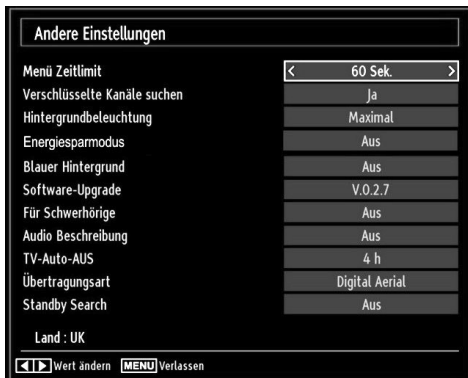 Andere Einstellungen
Menü Zeitlimit < 60 Sek. >
Verschlüsselte Kanäle suchen Ja
Hintergrundbeleuchtung Maximal
Energiesparmodus Aus
Blauer Hintergrund Aus
Software-Upgrade V.0.2.7
Für Schwerhörige Aus
Audio Beschreibung Aus
TV-Auto-AUS 4 h
Übertragungsart Digital Aerial
Standby Search Aus
Land : UK
Wert ändern MENU Verlassen